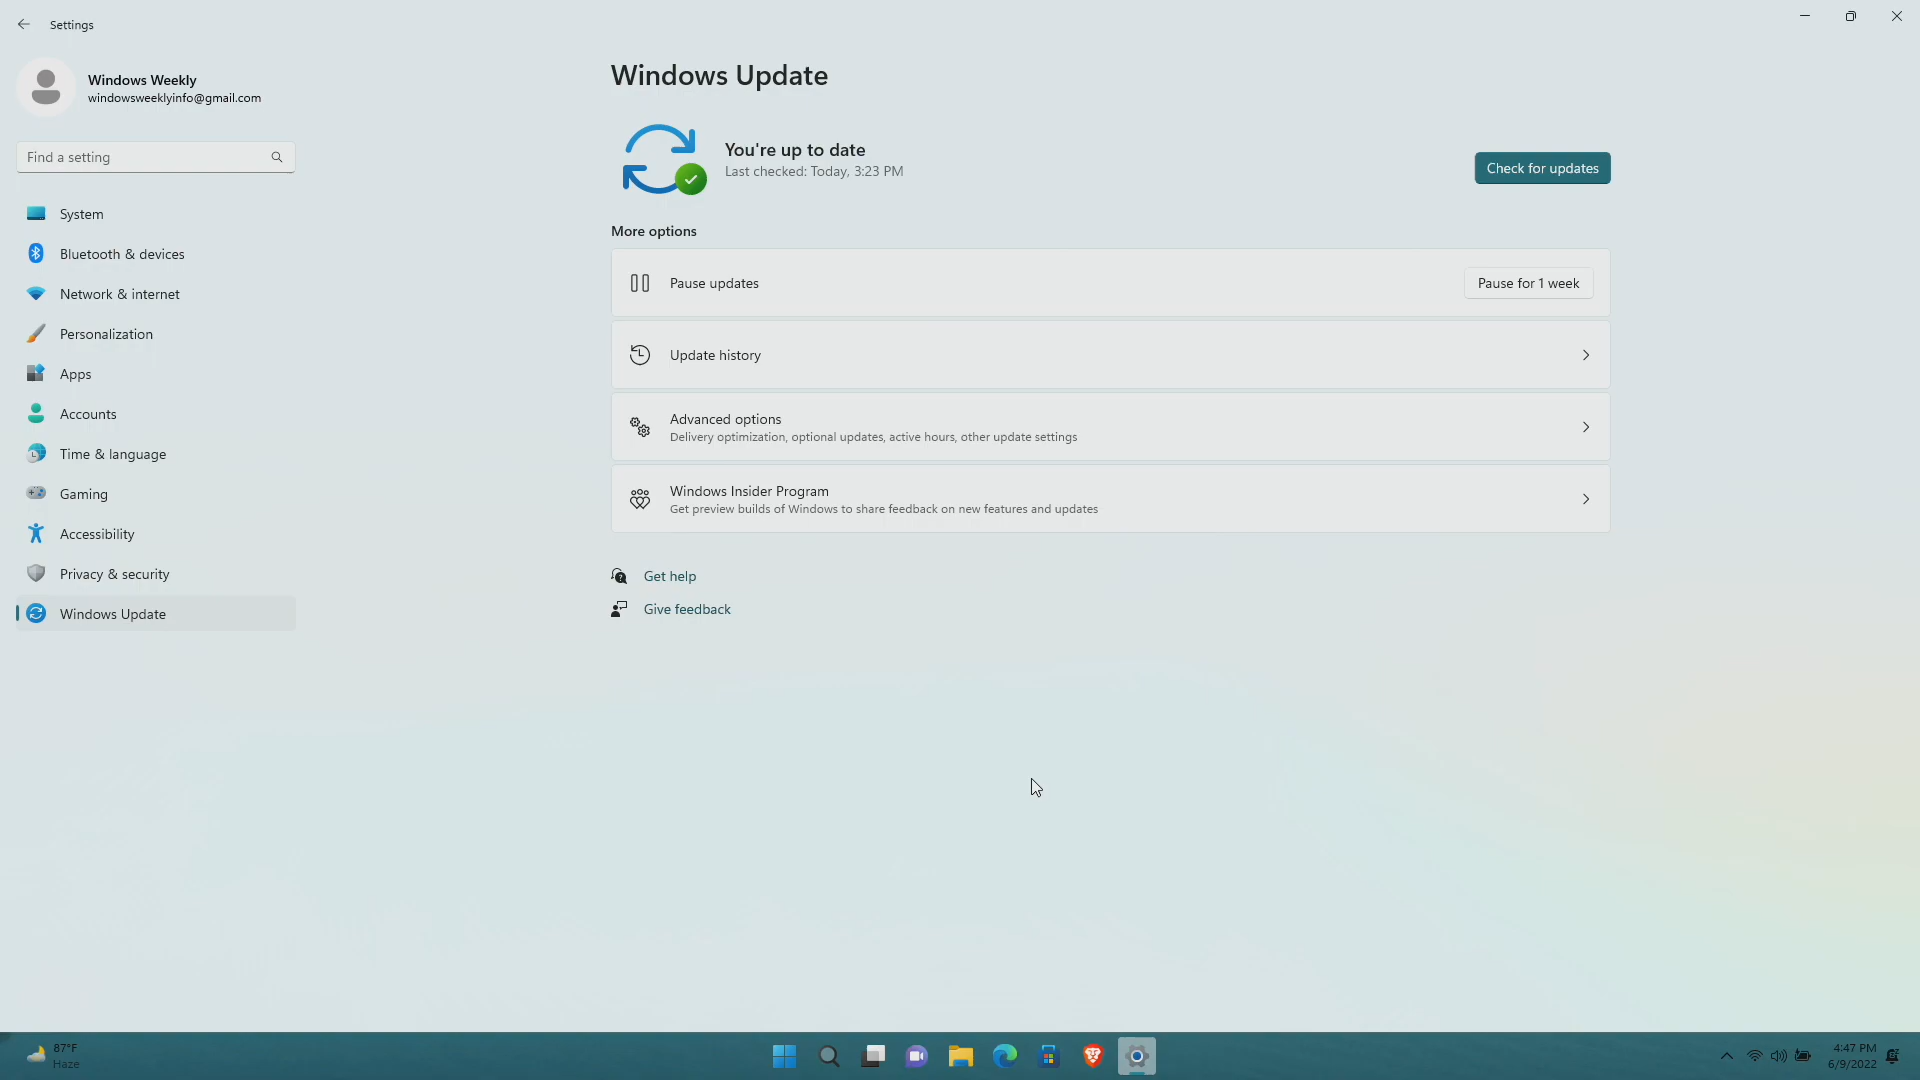 Settings
Windows Weekly
windowsweeklyinfo@gmail.com
Find a setting
System
Bluetooth & devices
Network & internet
Personalization
Apps
Accounts
Time & language
Gaming
Accessibility
Privacy & security
Windows Update
Windows Update
You're up to date
Last checked: Today, 3:23 PM
Check for updates
More options
Pause updates
Pause for 1 week
Update history
Advanced options
Delivery optimization, optional updates, active hours, other update settings
Windows Insider Program
Get preview builds of Windows to share feedback on new features and updates
Get help
Give feedback
87°F
Haze
4:47 PM
6/9/2022